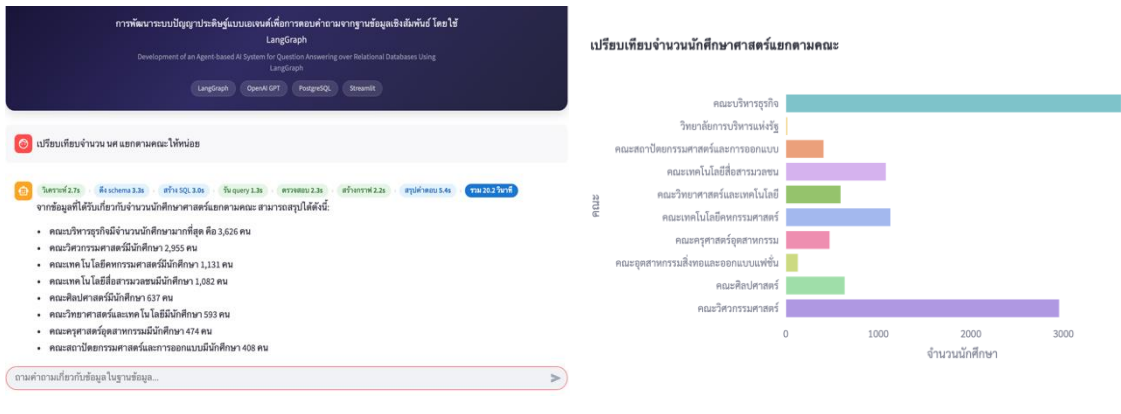 การพัฒนาระบบปัญญาประดิษฐ์แบบเอเจนต์เพื่อการตอบคำถามจากฐานข้อมูลเชิงสัมพันธ์ โดยใช้
LangGraph
Development of an Agent-based AI System for Question Answering over Relational Databases Using
LangGraph
LangGraph OpenAI GPT PostgreSQL Streamlit
เปรียบเทียบจำนวน นศ แยกตามคณะให้หน่อย
วิเคราะห์ 2.7s ดึง schema 3.3s สร้าง SQL 3.0s รัน query 1.3s ตรวจสอบ 2.3s สร้างกราฟ 2.2s สรุปคำตอบ 5.4s รวม 20.2 วินาที
จากข้อมูลที่ได้รับเกี่ยวกับจำนวนนักศึกษาศาสตร์แยกตามคณะ สามารถสรุปได้ดังนี้:
• คณะบริหารธุรกิจมีจำนวนนักศึกษามากที่สุด คือ 3,626 คน
• คณะวิศวกรรมศาสตร์มีนักศึกษา 2,955 คน
• คณะเทคโนโลยีคหกรรมศาสตร์มีนักศึกษา 1,131 คน
• คณะเทคโนโลยีสื่อสารมวลชนมีนักศึกษา 1,082 คน
• คณะศิลปศาสตร์มีนักศึกษา 637 คน
• คณะวิทยาศาสตร์และเทคโนโลยีมีนักศึกษา 593 คน
• คณะครุศาสตร์อุตสาหกรรมมีนักศึกษา 474 คน
• คณะสถาปัตยกรรมศาสตร์และการออกแบบมีนักศึกษา 408 คน
ถามคำถามเกี่ยวกับข้อมูลในฐานข้อมูล...
เปรียบเทียบจำนวนนักศึกษาศาสตร์แยกตามคณะ
คณะบริหารธุรกิจ
วิทยาลัยการบริหารแห่งรัฐ
คณะสถาปัตยกรรมศาสตร์และการออกแบบ
คณะเทคโนโลยีสื่อสารมวลชน
คณะวิทยาศาสตร์และเทคโนโลยี
คณะเทคโนโลยีคหกรรมศาสตร์
คณะครุศาสตร์อุตสาหกรรม
คณะอุตสาหกรรมสิ่งทอและออกแบบแฟชั่น
คณะศิลปศาสตร์
คณะวิศวกรรมศาสตร์
คณะ
0 1000 2000 3000
จำนวนนักศึกษา